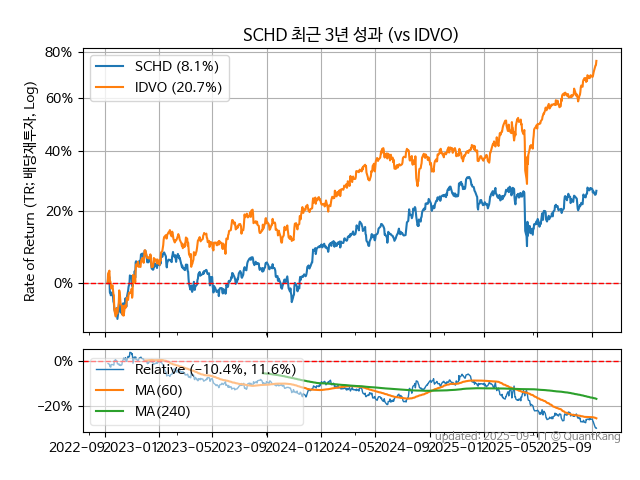 SCHD 최근 3년 성과 (vs IDVO)
80%
60%
40%
20%
0%
Rate of Return (TR: 배당재투자, Log)
SCHD (8.1%)
IDVO (20.7%)
0%
−20%
Relative (−10.4%, 11.6%)
MA(60)
MA(240)
2022-09 2023-01 2023-05 2023-09 2024-01 2024-05 2024-09 2025-01 2025-05 2025-09
updated: 2025-09-11 © QuantKang